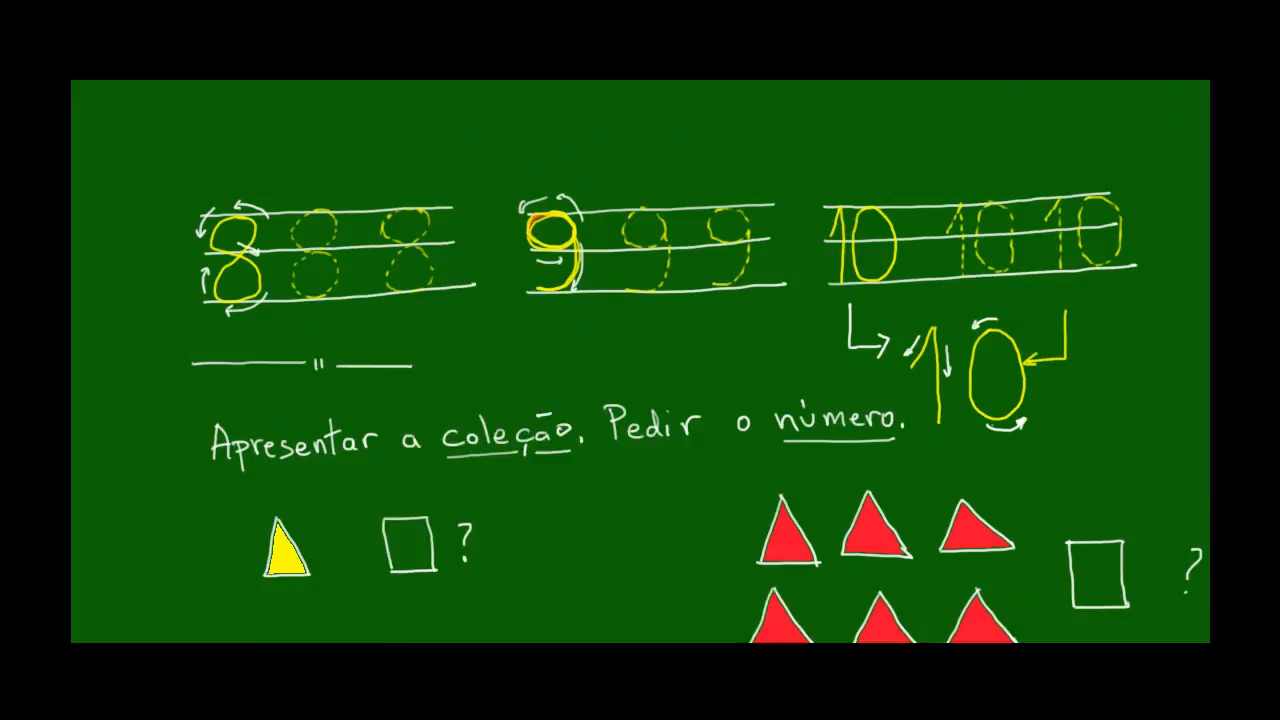 8 8 8 9 9 9 10 10 10
10
"
Apresentar a coleção. Pedir o número.
? ?